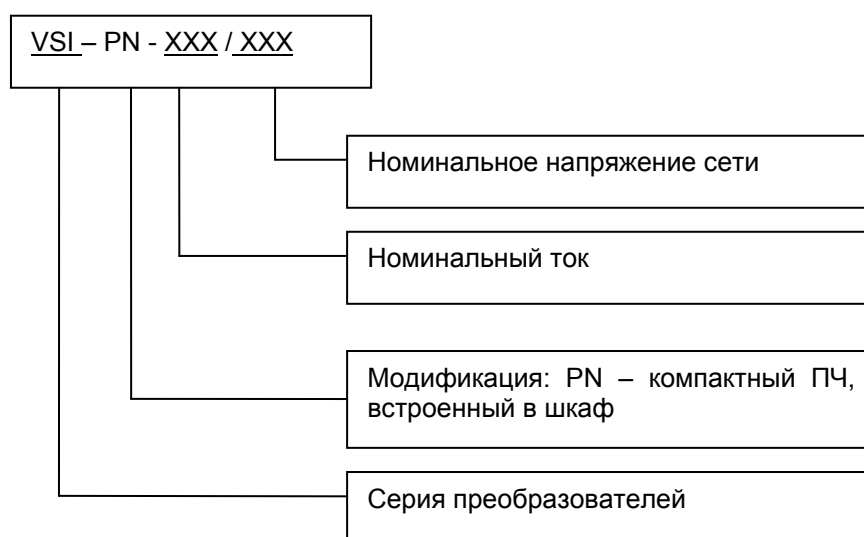 VSI – PN - XXX / XXX
Номинальное напряжение сети
Номинальный ток
Модификация: PN – компактный ПЧ,
встроенный в шкаф
Серия преобразователей